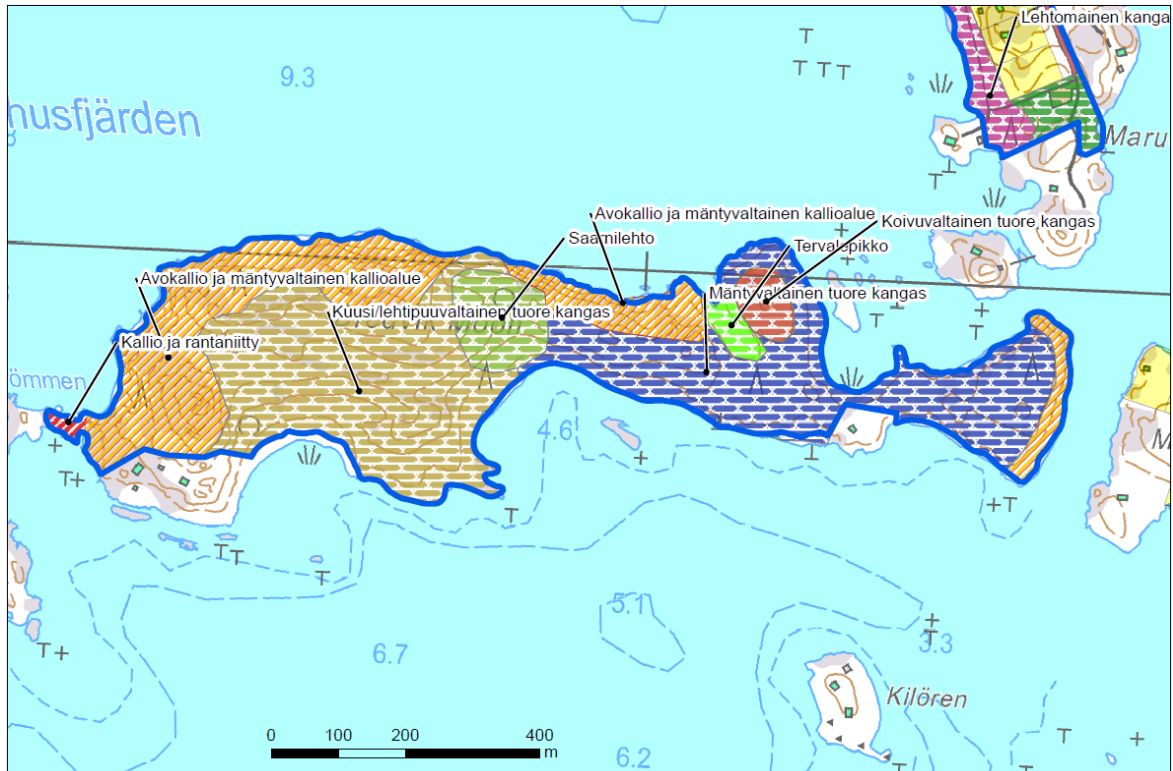 Lehtomainen kanga
9.3
husfjärden
Maru
Avokallio ja mäntyvaltainen kallioalue
Koivuvaltainen tuore kangas
Saarnilehto
Tervalepikko
Avokallio ja mäntyvaltainen kallioalue
Mäntyvaltainen tuore kangas
Kuusi/lehtipuuvaltainen tuore kangas
Kallio ja rantaniitty
ömmen
4.6
M
5.1
3.3
6.7
Kilören
0 100 200 400
m
6.2